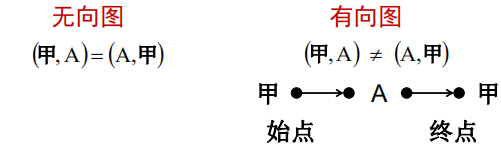 无向图 有向图
(甲,A)=(A,甲) (甲,A) ≠ (A,甲)
甲 A 甲
始点 终点